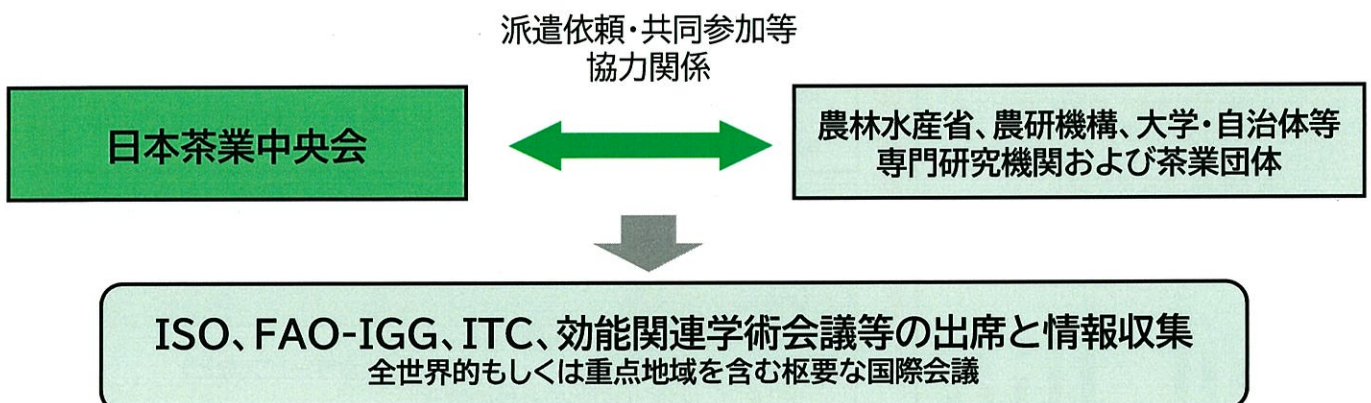 派遣依頼・共同参加等
協力関係
日本茶業中央会
農林水産省、農研機構、大学・自治体等
専門研究機関および茶業団体
ISO、FAO-IGG、ITC、効能関連学術会議等の出席と情報収集
全世界的もしくは重点地域を含む枢要な国際会議